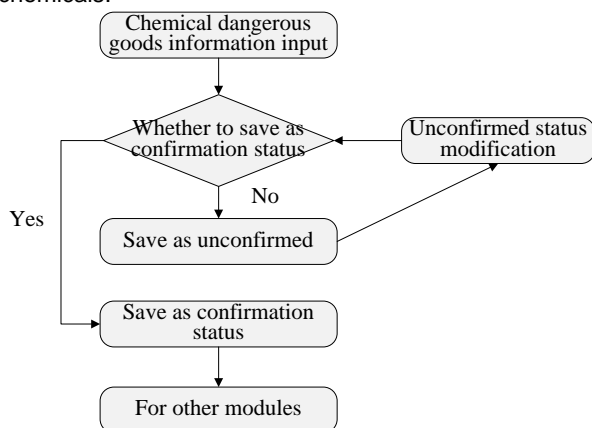 chemicals.
Chemical dangerous
goods information input
Whether to save as
confirmation status
Unconfirmed status
modification
No
Yes
Save as unconfirmed
Save as confirmation
status
For other modules